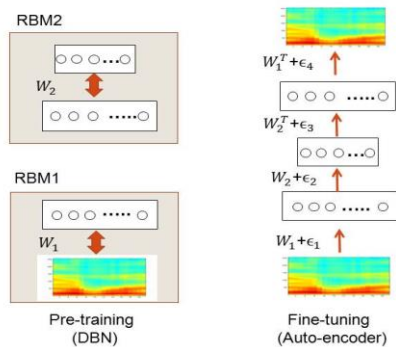 RBM2
W₂
RBM1
W₁
Pre-training
(DBN)
W₁ᵀ+ϵ₄
W₂ᵀ+ϵ₃
W₂+ϵ₂
W₁+ϵ₁
Fine-tuning
(Auto-encoder)